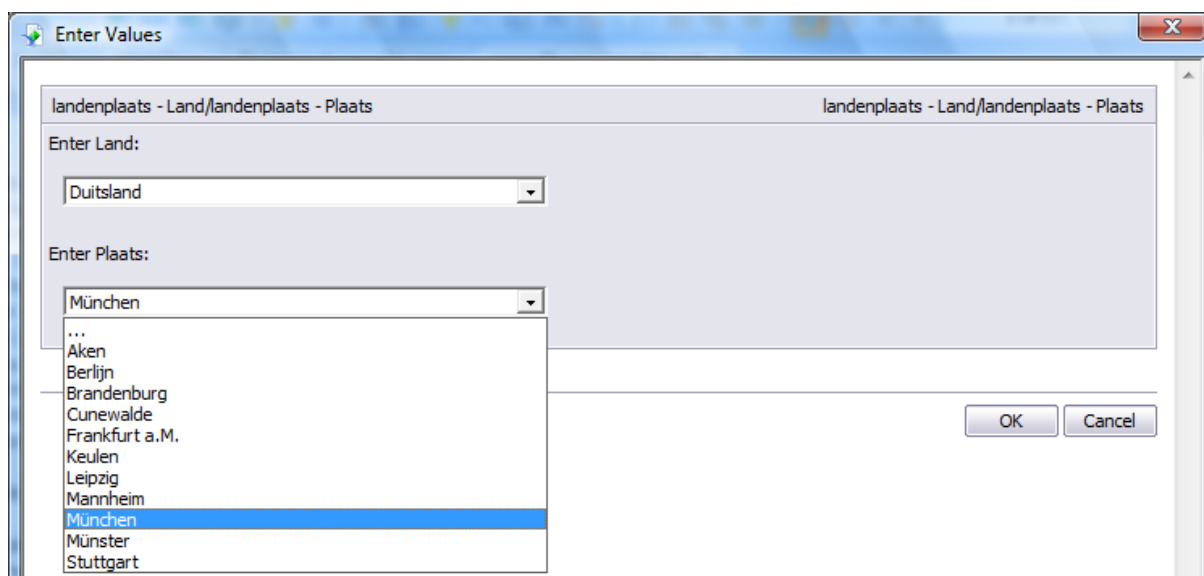 Enter Values
landenplaats - Land/landenplaats - Plaats landenplaats - Land/landenplaats - Plaats
Enter Land:
Duitsland
Enter Plaats:
München
...
Aken
Berlijn
Brandenburg
Cunewalde
Frankfurt a.M.
OK Cancel
Keulen
Leipzig
Mannheim
München
Münster
Stuttgart